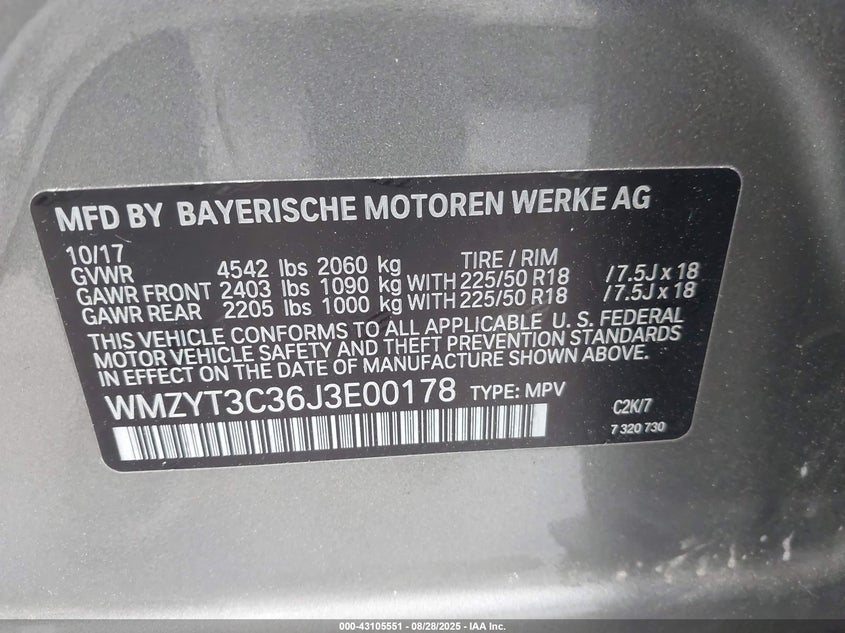 MFD BY BAYERISCHE MOTOREN WERKE AG
10/17 TIRE / RIM
GVWR 4542 lbs 2060 kg
GAWR FRONT 2403 lbs 1090 kg WITH 225/50 R18 /7.5J x 18
GAWR REAR 2205 lbs 1000 kg WITH 225/50 R18 /7.5J x 18
THIS VEHICLE CONFORMS TO ALL APPLICABLE U. S. FEDERAL
MOTOR VEHICLE SAFETY AND THEFT PREVENTION STANDARDS
IN EFFECT ON THE DATE OF MANUFACTURE SHOWN ABOVE.
WMZYT3C36J3E00178 TYPE: MPV
C2K/7
7 320 730
000-43105551 - 08/28/2025 - IAA Inc.